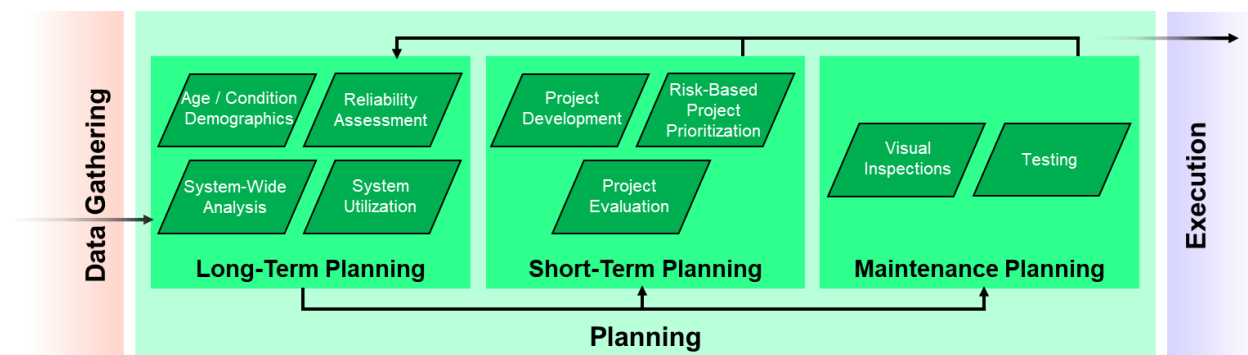 Data Gathering
Age / Condition
Demographics
Reliability
Assessment
System-Wide
Analysis
System
Utilization
Long-Term Planning
Project
Development
Risk-Based
Project
Prioritization
Project
Evaluation
Short-Term Planning
Visual
Inspections
Testing
Maintenance Planning
Planning
Execution